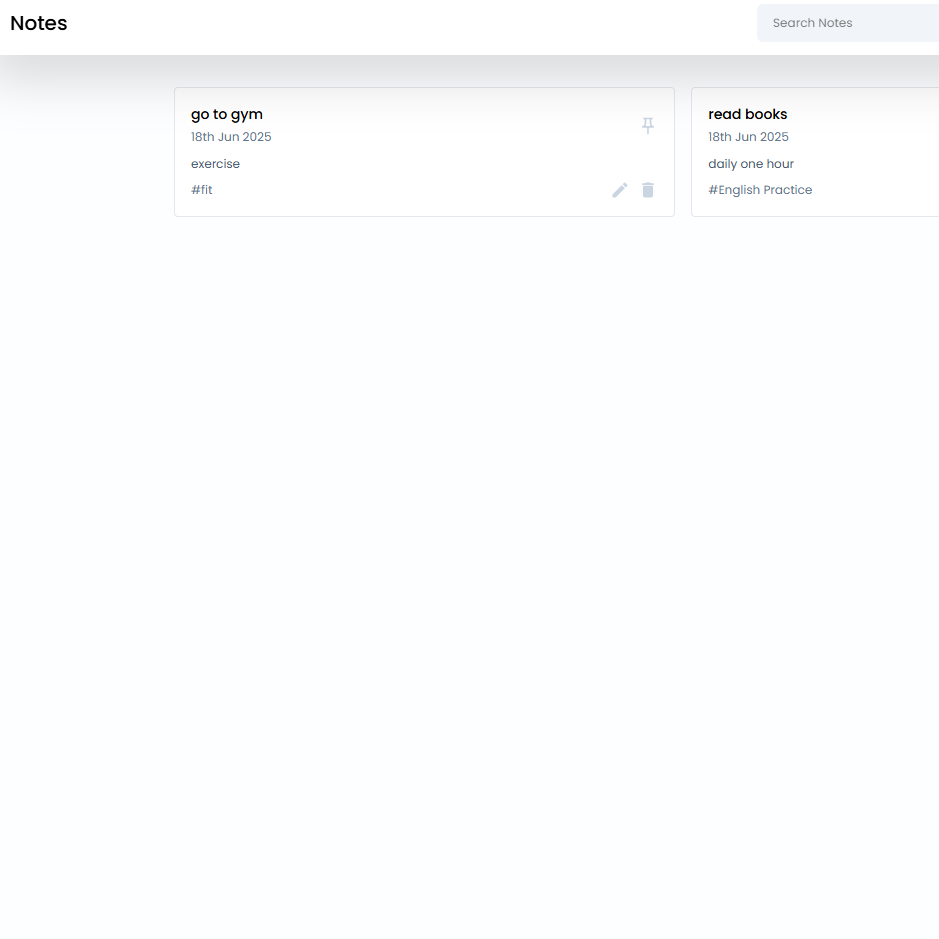 Notes
Search Notes
go to gym
18th Jun 2025
exercise
#fit
read books
18th Jun 2025
daily one hour
#English Practice